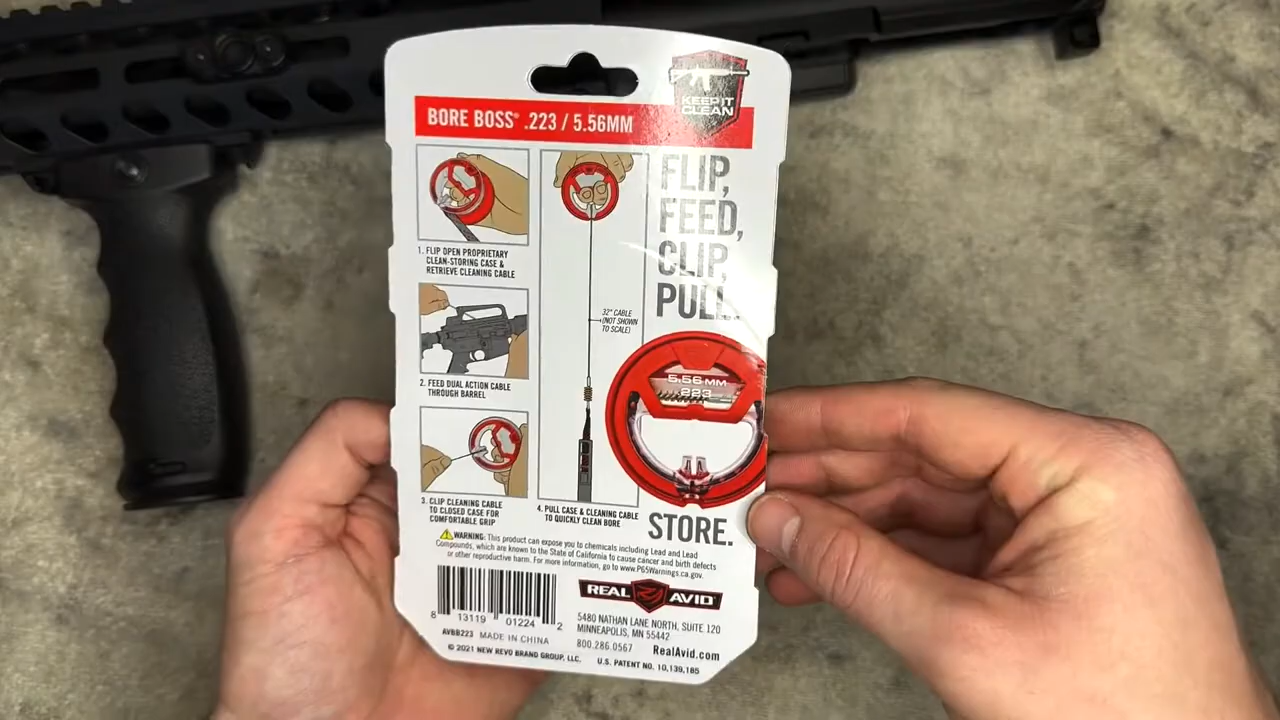 KEEP IT
CLEAN
BORE BOSS® .223 / 5.56MM
FLIP,
FEED,
CLIP,
PULL.
1. FLIP OPEN PROPRIETARY
CLEAN-STORING CASE &
RETRIEVE CLEANING CABLE
32" CABLE
(NOT SHOWN
TO SCALE)
2. FEED DUAL ACTION CABLE
THROUGH BARREL
5.56 MM
.223
3. CLIP CLEANING CABLE
TO CLOSED CASE FOR
COMFORTABLE GRIP
4. PULL CASE & CLEANING CABLE
TO QUICKLY CLEAN BORE
STORE.
WARNING: This product can expose you to chemicals including Lead and Lead
Compounds, which are known to the State of California to cause cancer and birth defects
or other reproductive harm. For more information, go to www.P65Warnings.ca.gov.
8 13119 01224 2
AVBB223 MADE IN CHINA
© 2021 NEW REVO BRAND GROUP, LLC.
REAL AVID
5480 NATHAN LANE NORTH, SUITE 120
MINNEAPOLIS, MN 55442
800.286.0567 RealAvid.com
U.S. PATENT NO. 10,139,185